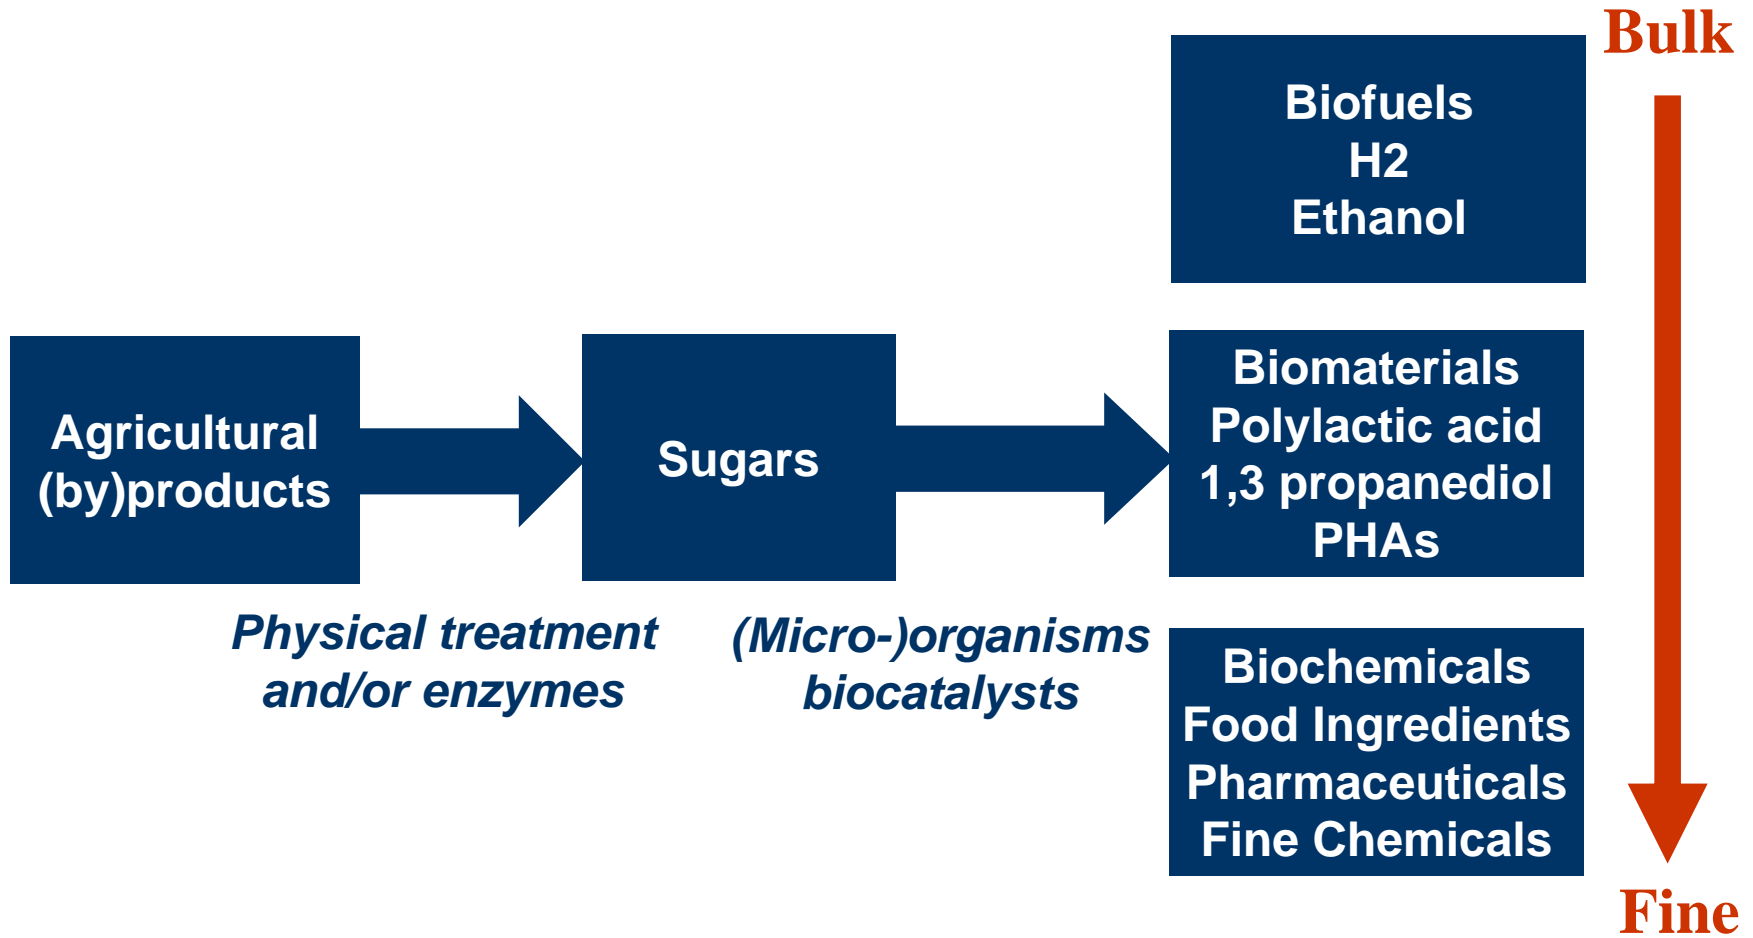 Bulk
Biofuels
H2
Ethanol
Agricultural
(by)products
Sugars
Biomaterials
Polylactic acid
1,3 propanediol
PHAs
Physical treatment
and/or enzymes
(Micro-)organisms
biocatalysts
Biochemicals
Food Ingredients
Pharmaceuticals
Fine Chemicals
Fine